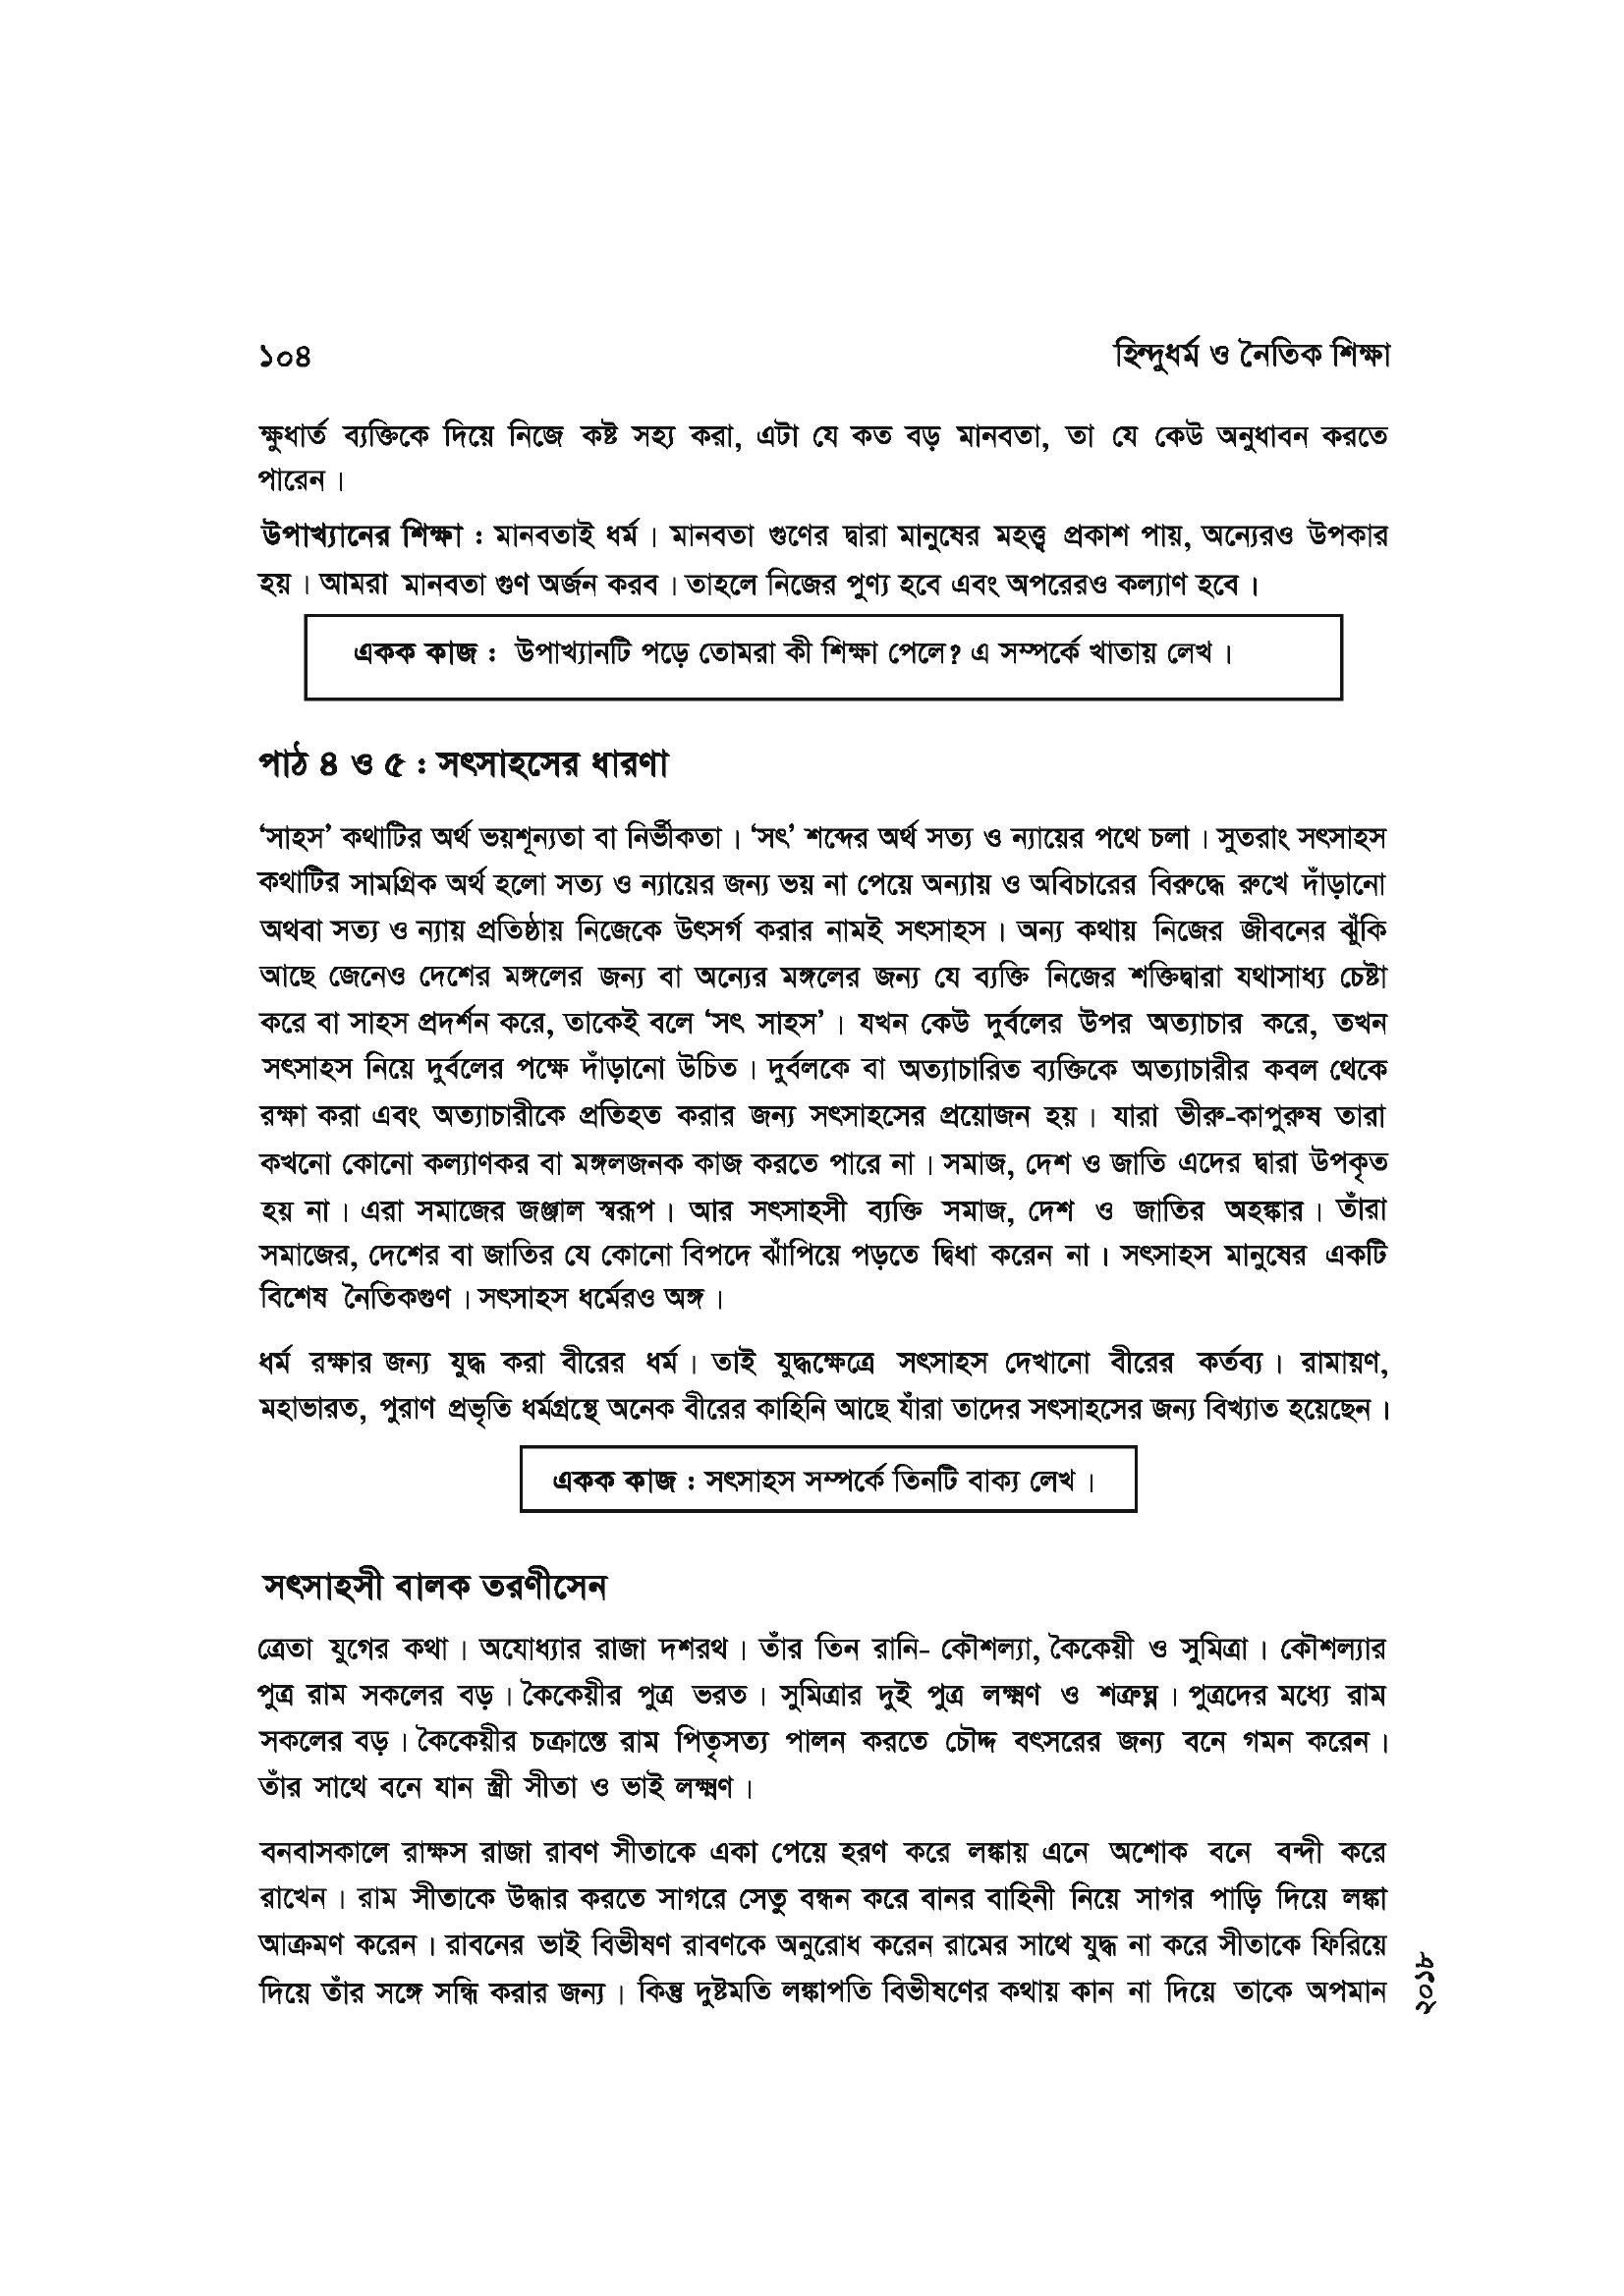 ১০৪ হিন্দুধর্ম ও নৈতিক শিক্ষা
ক্ষুধার্ত ব্যক্তিকে দিয়ে নিজে কষ্ট সহ্য করা, এটা যে কত বড় মানবতা, তা যে কেউ অনুধাবন করতে
পারেন।
উপাখ্যানের শিক্ষা : মানবতাই ধর্ম। মানবতা গুণের দ্বারা মানুষের মহত্ত্ব প্রকাশ পায়, অন্যেরও উপকার
হয়। আমরা মানবতা গুণ অর্জন করব। তাহলে নিজের পুণ্য হবে এবং অপরেরও কল্যাণ হবে।
একক কাজ : উপাখ্যানটি পড়ে তোমরা কী শিক্ষা পেলে? এ সম্পর্কে খাতায় লেখ।
পাঠ ৪ ও ৫ : সৎসাহসের ধারণা
‘সাহস’ কথাটির অর্থ ভয়শূন্যতা বা নির্ভীকতা। ‘সৎ’ শব্দের অর্থ সত্য ও ন্যায়ের পথে চলা। সুতরাং সৎসাহস
কথাটির সামগ্রিক অর্থ হলো সত্য ও ন্যায়ের জন্য ভয় না পেয়ে অন্যায় ও অবিচারের বিরুদ্ধে রুখে দাঁড়ানো
অথবা সত্য ও ন্যায় প্রতিষ্ঠায় নিজেকে উৎসর্গ করার নামই সৎসাহস। অন্য কথায় নিজের জীবনের ঝুঁকি
আছে জেনেও দেশের মঙ্গলের জন্য বা অন্যের মঙ্গলের জন্য যে ব্যক্তি নিজের শক্তিদ্বারা যথাসাধ্য চেষ্টা
করে বা সাহস প্রদর্শন করে, তাকেই বলে ‘সৎ সাহস’। যখন কেউ দুর্বলের উপর অত্যাচার করে, তখন
সৎসাহস নিয়ে দুর্বলের পক্ষে দাঁড়ানো উচিত। দুর্বলকে বা অত্যাচারিত ব্যক্তিকে অত্যাচারীর কবল থেকে
রক্ষা করা এবং অত্যাচারীকে প্রতিহত করার জন্য সৎসাহসের প্রয়োজন হয়। যারা ভীরু-কাপুরুষ তারা
কখনো কোনো কল্যাণকর বা মঙ্গলজনক কাজ করতে পারে না। সমাজ, দেশ ও জাতি এদের দ্বারা উপকৃত
হয় না। এরা সমাজের জঞ্জাল স্বরূপ। আর সৎসাহসী ব্যক্তি সমাজ, দেশ ও জাতির অহঙ্কার। তাঁরা
সমাজের, দেশের বা জাতির যে কোনো বিপদে ঝাঁপিয়ে পড়তে দ্বিধা করেন না। সৎসাহস মানুষের একটি
বিশেষ নৈতিকগুণ। সৎসাহস ধর্মেরও অঙ্গ।
ধর্ম রক্ষার জন্য যুদ্ধ করা বীরের ধর্ম। তাই যুদ্ধক্ষেত্রে সৎসাহস দেখানো বীরের কর্তব্য। রামায়ণ,
মহাভারত, পুরাণ প্রভৃতি ধর্মগ্রন্থে অনেক বীরের কাহিনি আছে যাঁরা তাদের সৎসাহসের জন্য বিখ্যাত হয়েছেন।
একক কাজ : সৎসাহস সম্পর্কে তিনটি বাক্য লেখ।
সৎসাহসী বালক তরণীসেন
ত্রেতা যুগের কথা। অযোধ্যার রাজা দশরথ। তাঁর তিন রানি- কৌশল্যা, কৈকেয়ী ও সুমিত্রা। কৌশল্যার
পুত্র রাম সকলের বড়। কৈকেয়ীর পুত্র ভরত। সুমিত্রার দুই পুত্র লক্ষ্মণ ও শত্রুঘ্ন। পুত্রদের মধ্যে রাম
সকলের বড়। কৈকেয়ীর চক্রান্তে রাম পিতৃসত্য পালন করতে চৌদ্দ বৎসরের জন্য বনে গমন করেন।
তাঁর সাথে বনে যান স্ত্রী সীতা ও ভাই লক্ষ্মণ।
বনবাসকালে রাক্ষস রাজা রাবণ সীতাকে একা পেয়ে হরণ করে লঙ্কায় এনে অশোক বনে বন্দী করে
রাখেন। রাম সীতাকে উদ্ধার করতে সাগরে সেতু বন্ধন করে বানর বাহিনী নিয়ে সাগর পাড়ি দিয়ে লঙ্কা
আক্রমণ করেন। রাবনের ভাই বিভীষণ রাবণকে অনুরোধ করেন রামের সাথে যুদ্ধ না করে সীতাকে ফিরিয়ে
দিয়ে তাঁর সঙ্গে সন্ধি করার জন্য। কিন্তু দুষ্টমতি লঙ্কাপতি বিভীষণের কথায় কান না দিয়ে তাকে অপমান
২০১৮